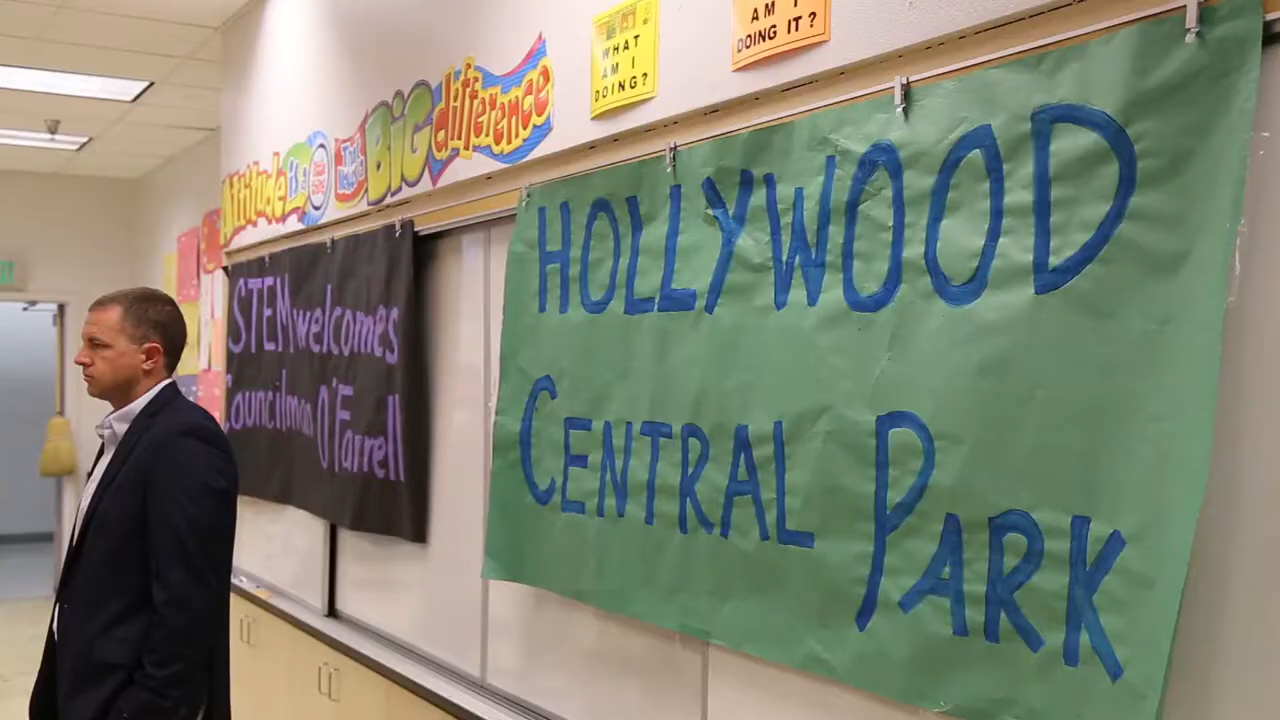 Attitude is a
little thing
That Makes a
BiG difference
WHAT
AM I
DOING?
AM I
DOING IT?
STEM welcomes
Councilman O'Farrell
HOLLYWOOD
CENTRAL PARK